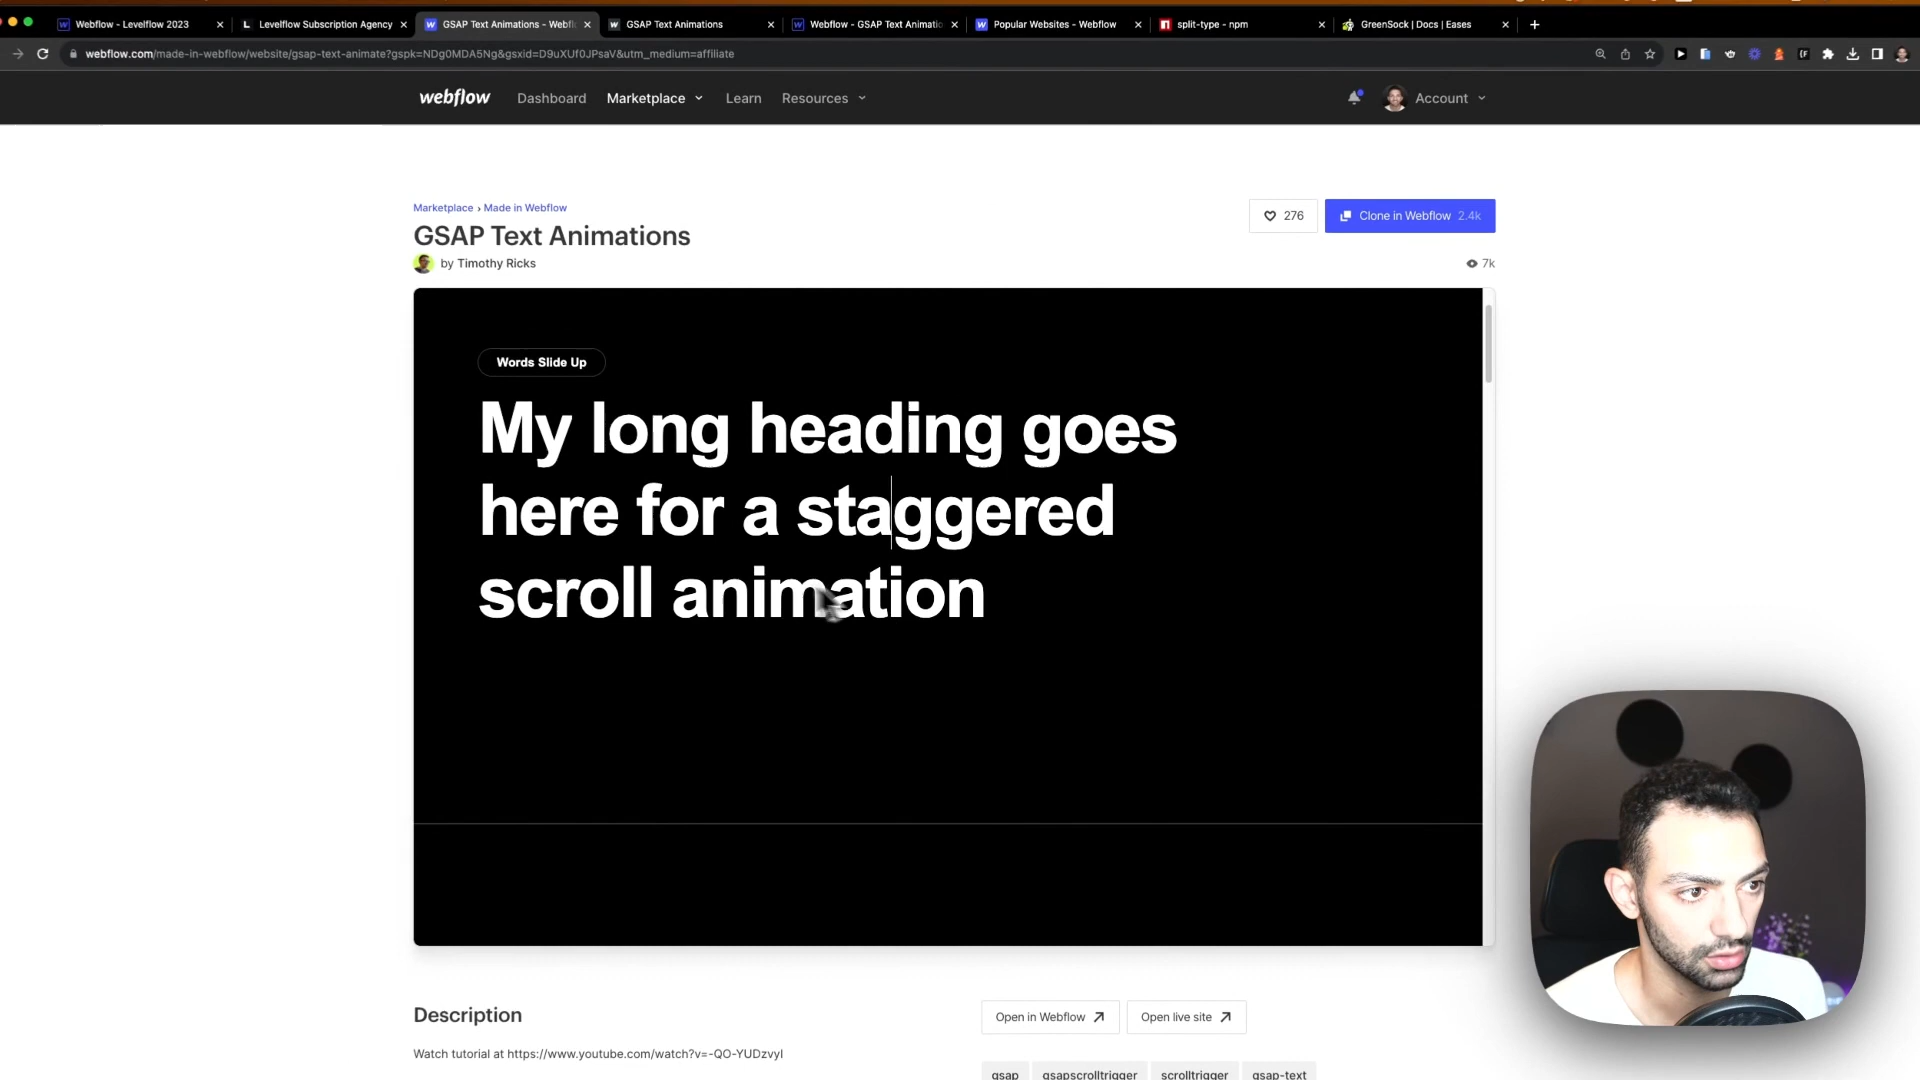 Webflow - Levelflow 2023
Levelflow Subscription Agency
GSAP Text Animations - Webfl
GSAP Text Animations
Webflow - GSAP Text Animatio
Popular Websites - Webflow
split-type - npm
GreenSock | Docs | Eases
webflow.com/made-in-webflow/website/gsap-text-animate?gspk=NDg0MDA5Ng&gsxid=D9uXUf0JPsaV&utm_medium=affiliate
webflow Dashboard Marketplace Learn Resources Account
Marketplace › Made in Webflow
GSAP Text Animations
by Timothy Ricks
276
Clone in Webflow 2.4k
7k
Words Slide Up
My long heading goes
here for a staggered
scroll animation
Description
Open in Webflow
Open live site
Watch tutorial at https://www.youtube.com/watch?v=-QO-YUDzvyI
gsap gsapscrolltrigger scrolltrigger gsap-text